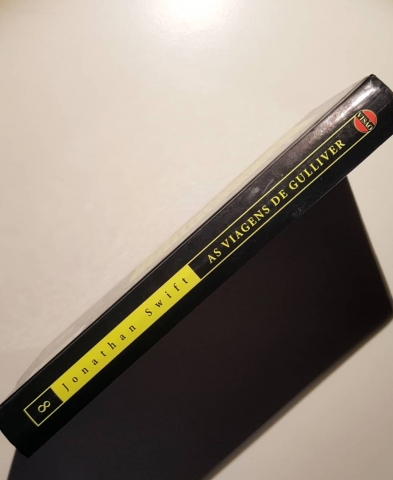 8
Jonathan Swift
AS VIAGENS DE GULLIVER
VISÃO